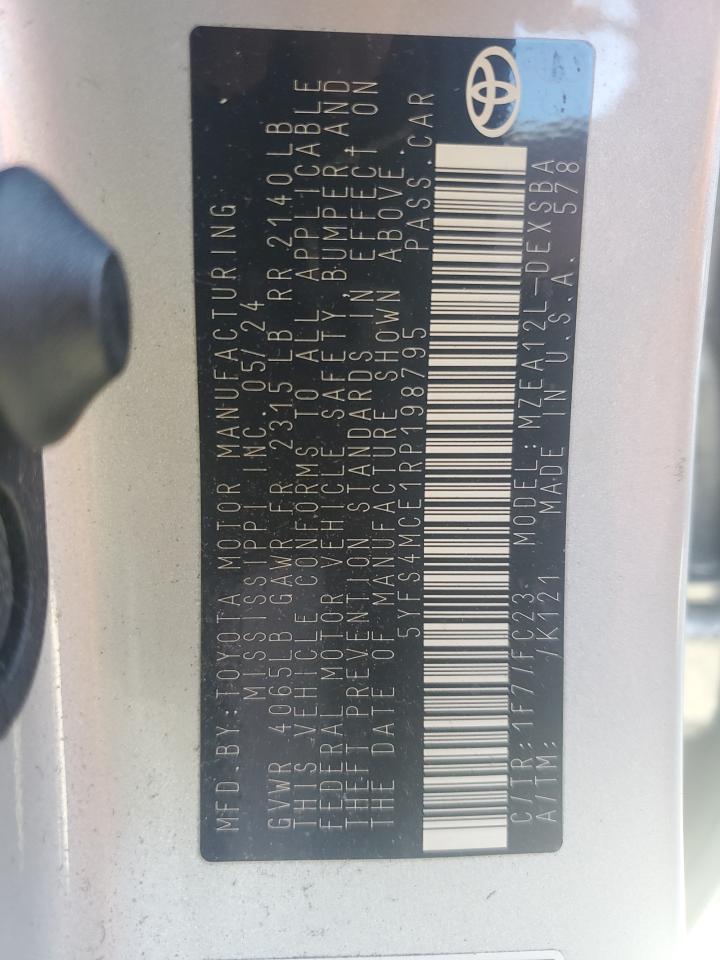 MFD.BY:TOYOTA MOTOR MANUFACTURING
MISSISSIPPI INC. 05/24
GVWR 4065LB GAWR FR 2315 LB RR 2140LB
THIS VEHICLE CONFORMS TO ALL APPLICABLE
FEDERAL MOTOR VEHICLE SAFETY, BUMPER AND
THEFT PREVENTION STANDARDS IN EFFECT ON
THE DATE OF MANUFACTURE SHOWN ABOVE.
5YFS4MCE1RP198795 PASS.CAR
C/TR:1F7/FC23 MODEL:MZEA12L-DEXSBA
A/TM: /K121 MADE IN U.S.A. 578